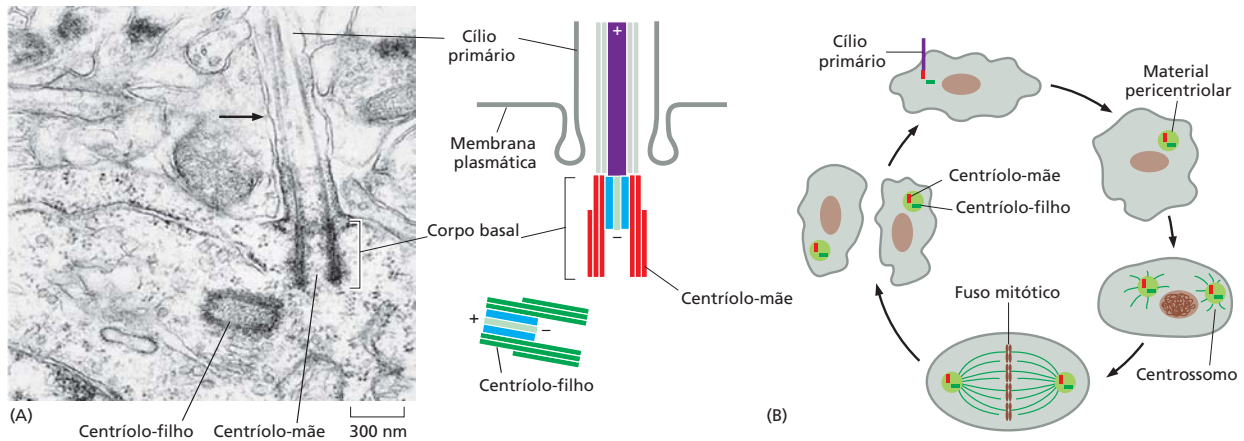 Cílio
primário
Membrana
plasmática
Corpo basal
+
–
Centríolo-mãe
+
–
Centríolo-filho
(A)
Centríolo-filho
Centríolo-mãe
300 nm
Cílio
primário
Material
pericentriolar
Centríolo-mãe
Centríolo-filho
Fuso mitótico
Centrossomo
(B)